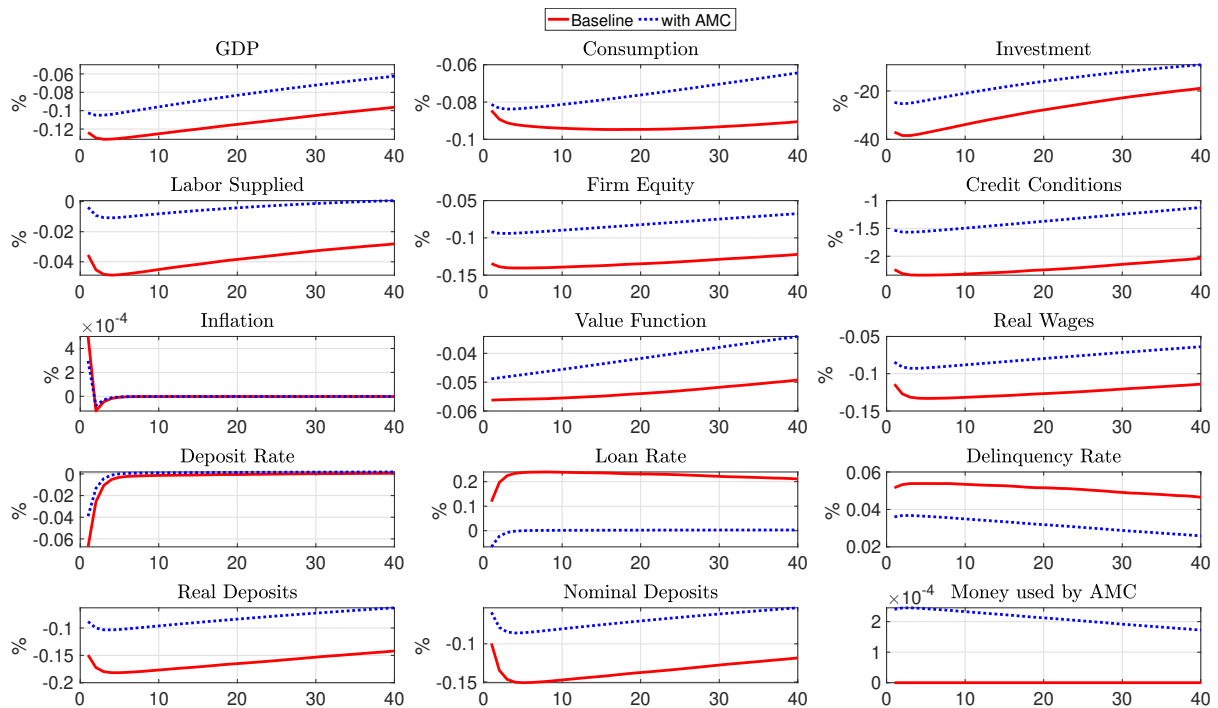 Baseline with AMC
GDP
%
-0.06
-0.08
-0.1
-0.12
0 10 20 30 40
Consumption
%
-0.06
-0.08
-0.1
0 10 20 30 40
Investment
%
-20
-40
0 10 20 30 40
Labor Supplied
%
0
-0.02
-0.04
0 10 20 30 40
Firm Equity
%
-0.05
-0.1
-0.15
0 10 20 30 40
Credit Conditions
%
-1
-1.5
-2
0 10 20 30 40
Inflation
×10⁻⁴
%
4
2
0
0 10 20 30 40
Value Function
%
-0.04
-0.05
-0.06
0 10 20 30 40
Real Wages
%
-0.05
-0.1
-0.15
0 10 20 30 40
Deposit Rate
%
0
-0.02
-0.04
-0.06
0 10 20 30 40
Loan Rate
%
0.2
0
0 10 20 30 40
Delinquency Rate
%
0.06
0.04
0.02
0 10 20 30 40
Real Deposits
%
-0.1
-0.15
-0.2
0 10 20 30 40
Nominal Deposits
%
-0.1
-0.15
0 10 20 30 40
Money used by AMC
×10⁻⁴
%
2
1
0
0 10 20 30 40